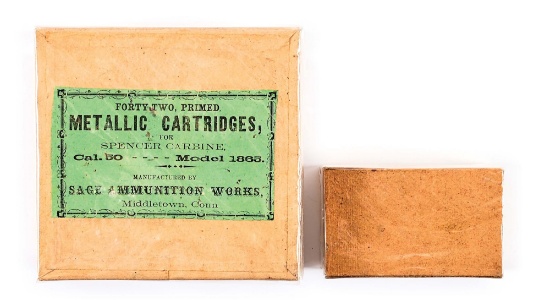 FORTY-TWO, PRIMED,
METALLIC CARTRIDGES,
FOR
SPENCER CARBINE,
Cal. 50 - - - - Model 1865.
MANUFACTURED BY
SAGE AMMUNITION WORKS,
Middletown, Conn